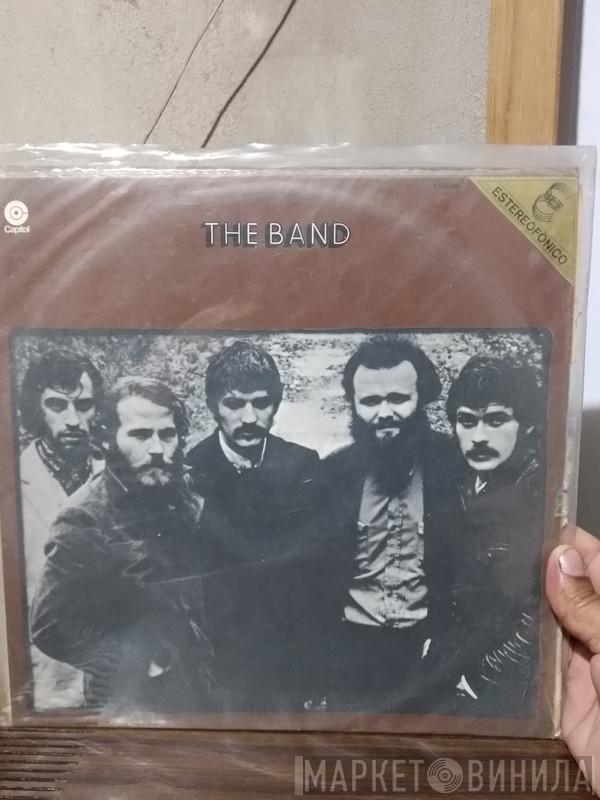 Capitol
THE BAND
ESTEREOFONICO
МАРКЕТ ВИНИЛА